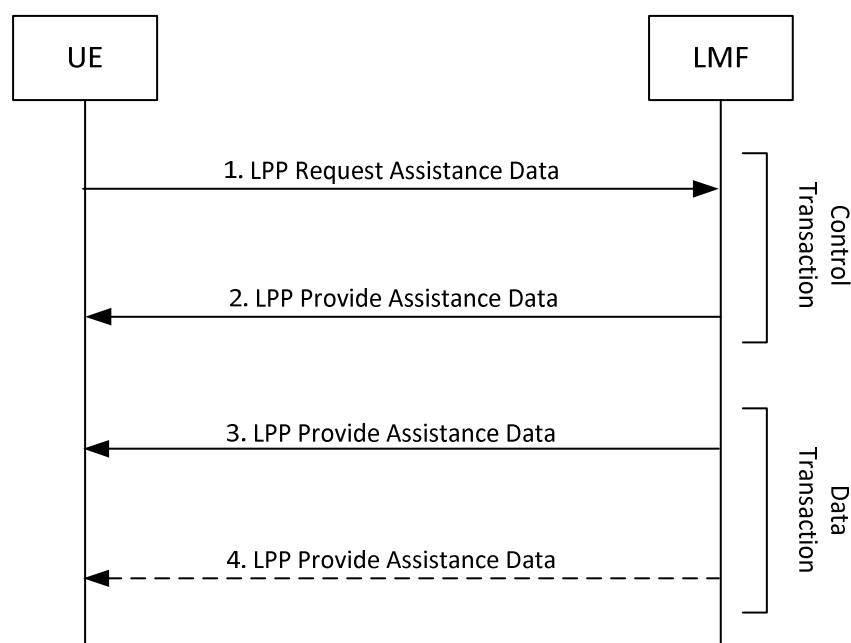 UE
LMF
1. LPP Request Assistance Data
2. LPP Provide Assistance Data
Control
Transaction
3. LPP Provide Assistance Data
4. LPP Provide Assistance Data
Data
Transaction